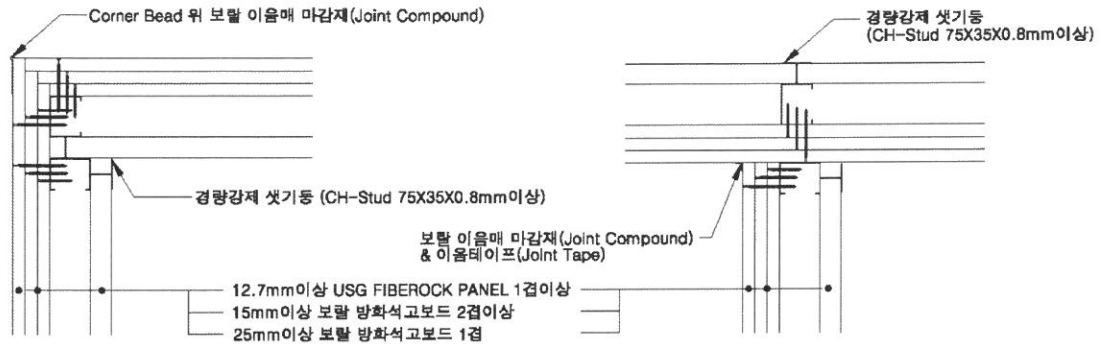 Corner Bead 위 보랄 이음매 마감재(Joint Compound)
경량강제 샛기둥
(CH-Stud 75X35X0.8mm이상)
경량강제 샛기둥 (CH-Stud 75X35X0.8mm이상)
보랄 이음매 마감재(Joint Compound)
& 이음테이프(Joint Tape)
12.7mm이상 USG FIBEROCK PANEL 1겹이상
15mm이상 보랄 방화석고보드 2겹이상
25mm이상 보랄 방화석고보드 1겹